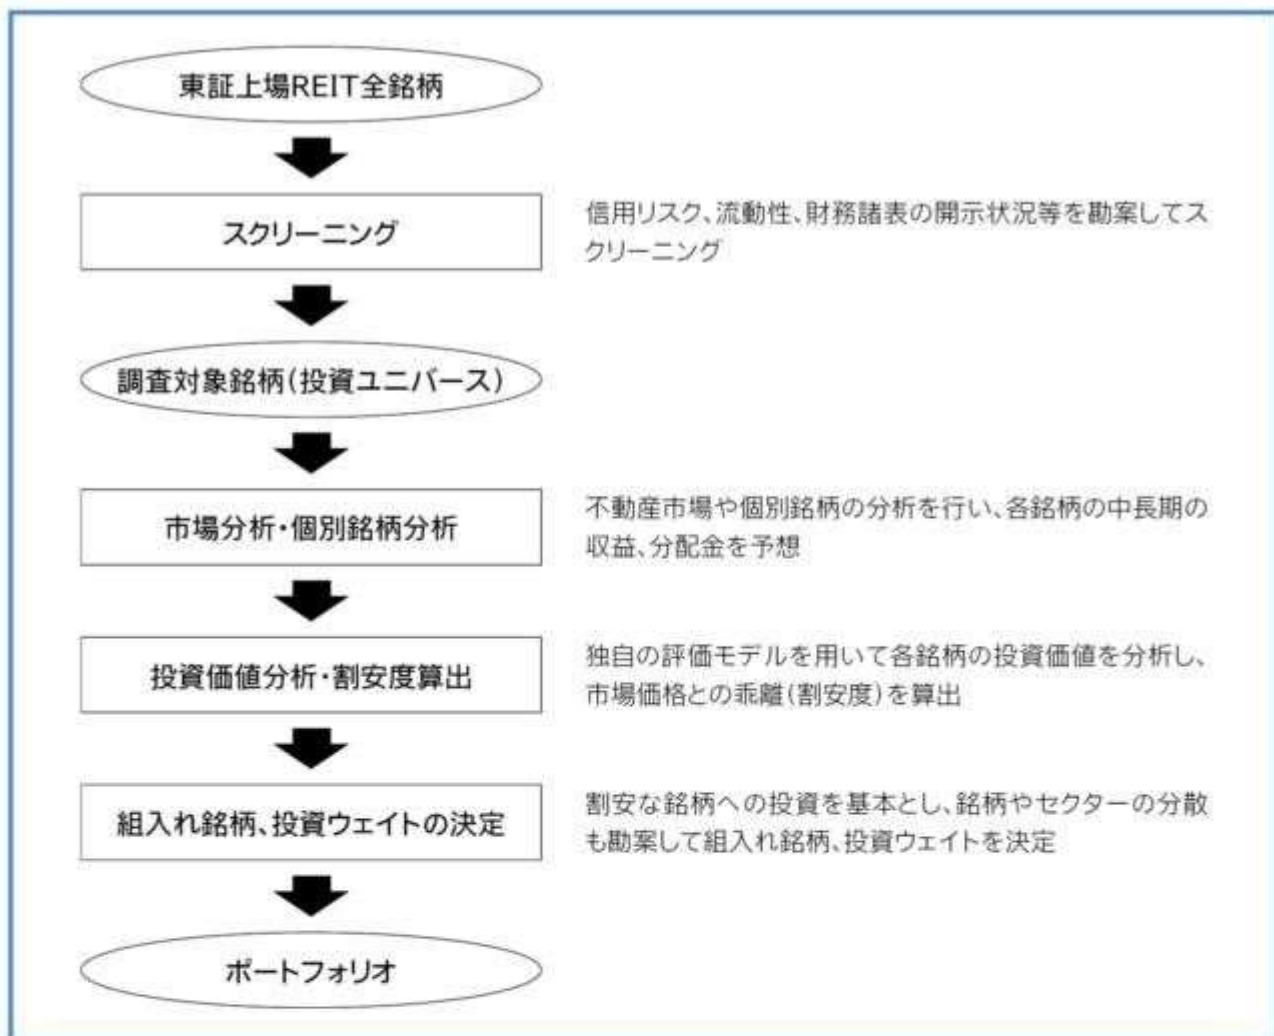 東証上場REIT全銘柄
スクリーニング
信用リスク、流動性、財務諸表の開示状況等を勘案してス
クリーニング
調査対象銘柄(投資ユニバース)
市場分析・個別銘柄分析
不動産市場や個別銘柄の分析を行い、各銘柄の中長期の
収益、分配金を予想
投資価値分析・割安度算出
独自の評価モデルを用いて各銘柄の投資価値を分析し、
市場価格との乖離(割安度)を算出
組入れ銘柄、投資ウェイトの決定
割安な銘柄への投資を基本とし、銘柄やセクターの分散
も勘案して組入れ銘柄、投資ウェイトを決定
ポートフォリオ